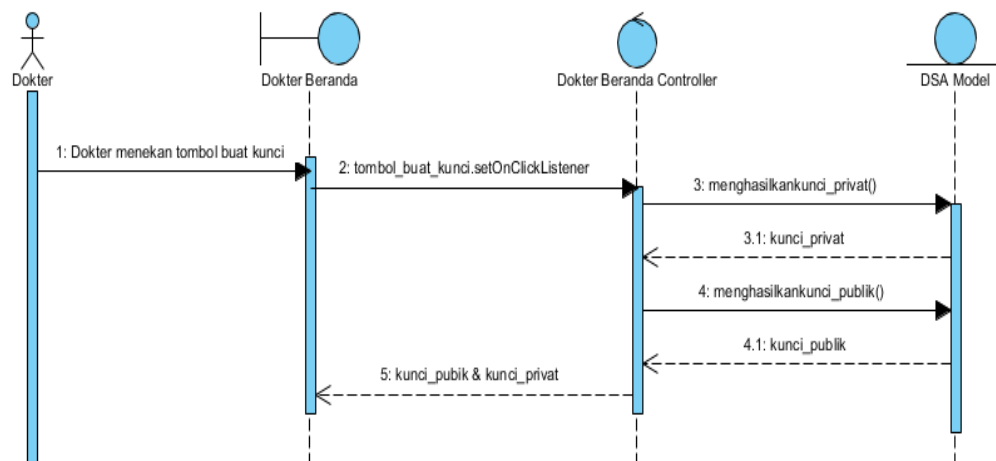 Dokter
Dokter Beranda
Dokter Beranda Controller
DSA Model
1: Dokter menekan tombol buat kunci
2: tombol_buat_kunci.setOnClickListener
3: menghasilkankunci_privat()
3.1: kunci_privat
4: menghasilkankunci_publik()
4.1: kunci_publik
5: kunci_pubik & kunci_privat